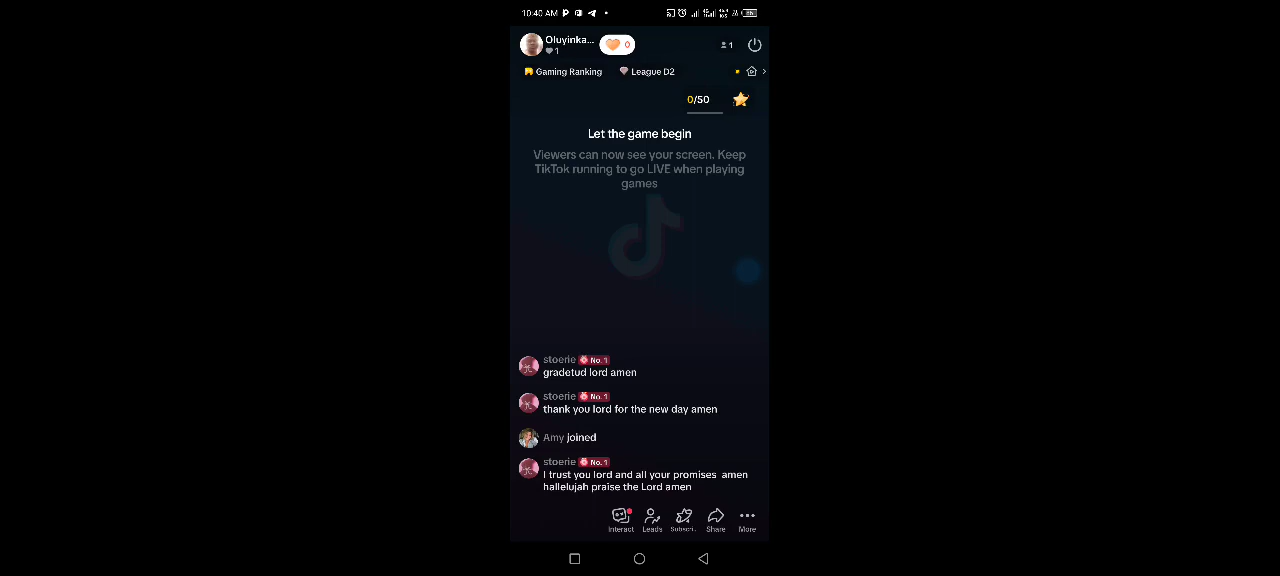 10:40 AM
Oluyinka... 0 1
1
Gaming Ranking League D2
0/50
Let the game begin
Viewers can now see your screen. Keep
TikTok running to go LIVE when playing
games
stoerie No. 1
gradetud lord amen
stoerie No. 1
thank you lord for the new day amen
Amy joined
stoerie No. 1
I trust you lord and all your promises amen
hallelujah praise the Lord amen
Interact Leads Subscri... Share More